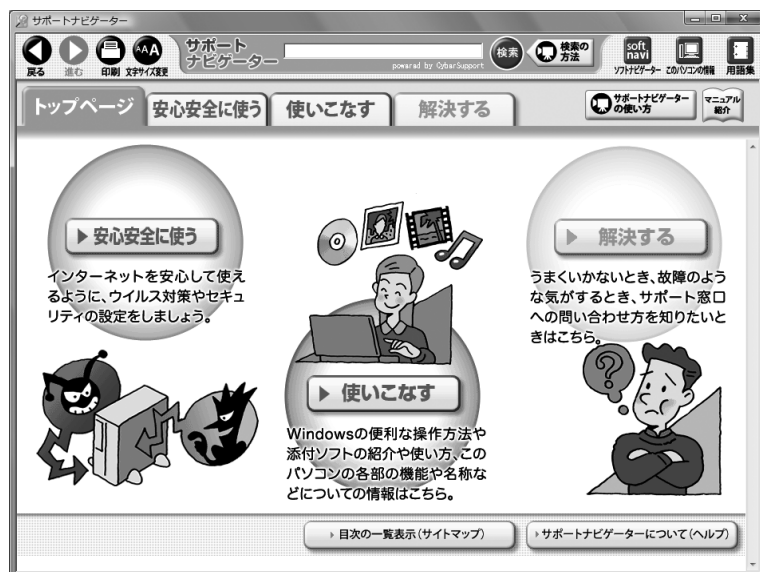 サポートナビゲーター
戻る
進む
印刷
AAA
文字サイズ変更
サポート
ナビゲーター
powered by CyberSupport
検索
検索の
方法
soft
navi
ソフトナビゲーター
このパソコンの情報
用語集
トップページ
安心安全に使う
使いこなす
解決する
サポートナビゲーター
の使い方
マニュアル
紹介
安心安全に使う
インターネットを安心して使え
るように、ウイルス対策やセキュ
リティの設定をしましょう。
使いこなす
Windowsの便利な操作方法や
添付ソフトの紹介や使い方、この
パソコンの各部の機能や名称な
どについての情報はこちら。
解決する
うまくいかないとき、故障のよう
な気がするとき、サポート窓口
への問い合わせ方を知りたいと
きはこちら。
?
目次の一覧表示(サイトマップ)
サポートナビゲーターについて(ヘルプ)